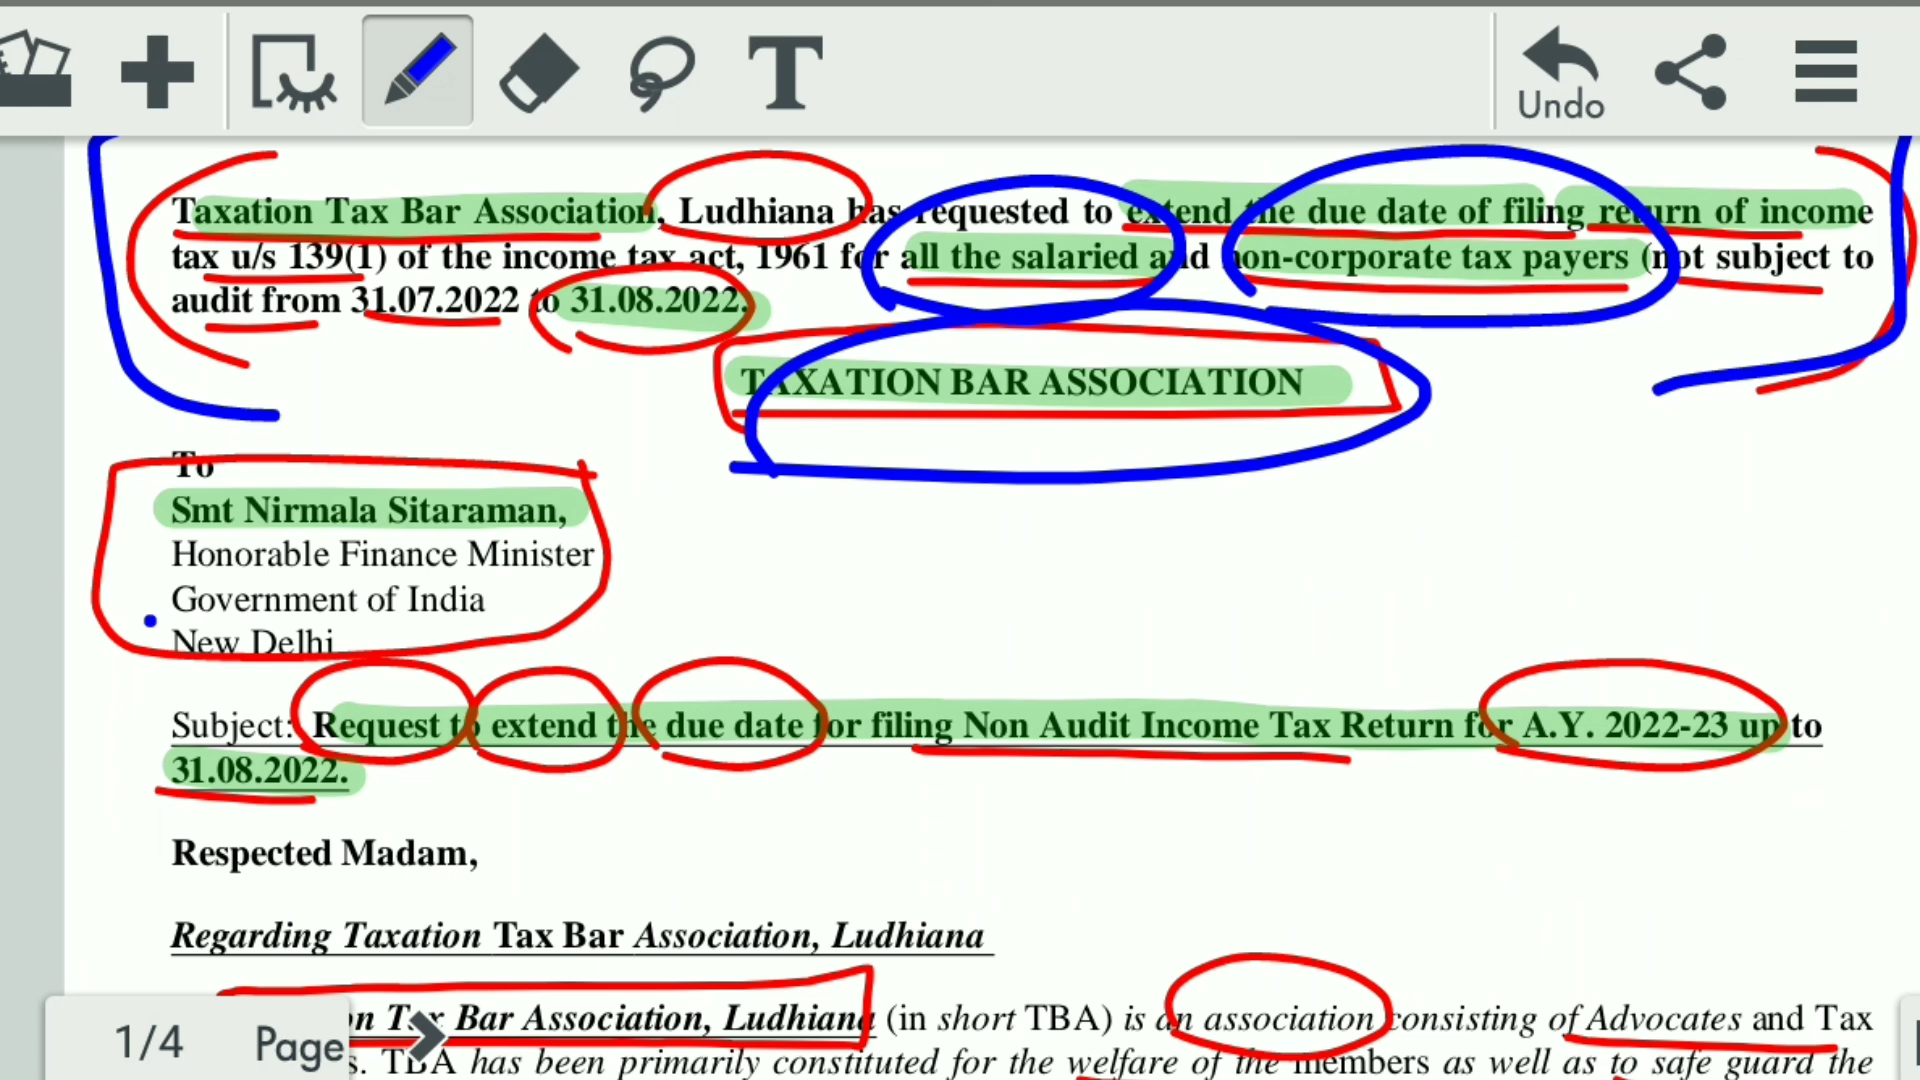 T
Undo
Taxation Tax Bar Association, Ludhiana has requested to extend the due date of filing return of income
tax u/s 139(1) of the income tax act, 1961 for all the salaried and non-corporate tax payers (not subject to
audit from 31.07.2022 to 31.08.2022.
TAXATION BAR ASSOCIATION
To
Smt Nirmala Sitaraman,
Honorable Finance Minister
Government of India
New Delhi
Subject: Request to extend the due date for filing Non Audit Income Tax Return for A.Y. 2022-23 up to
31.08.2022.
Respected Madam,
Regarding Taxation Tax Bar Association, Ludhiana
Tax Bar Association, Ludhiana (in short TBA) is an association consisting of Advocates and Tax
TBA has been primarily constituted for the welfare of the members as well as to safe guard the
1/4 Page